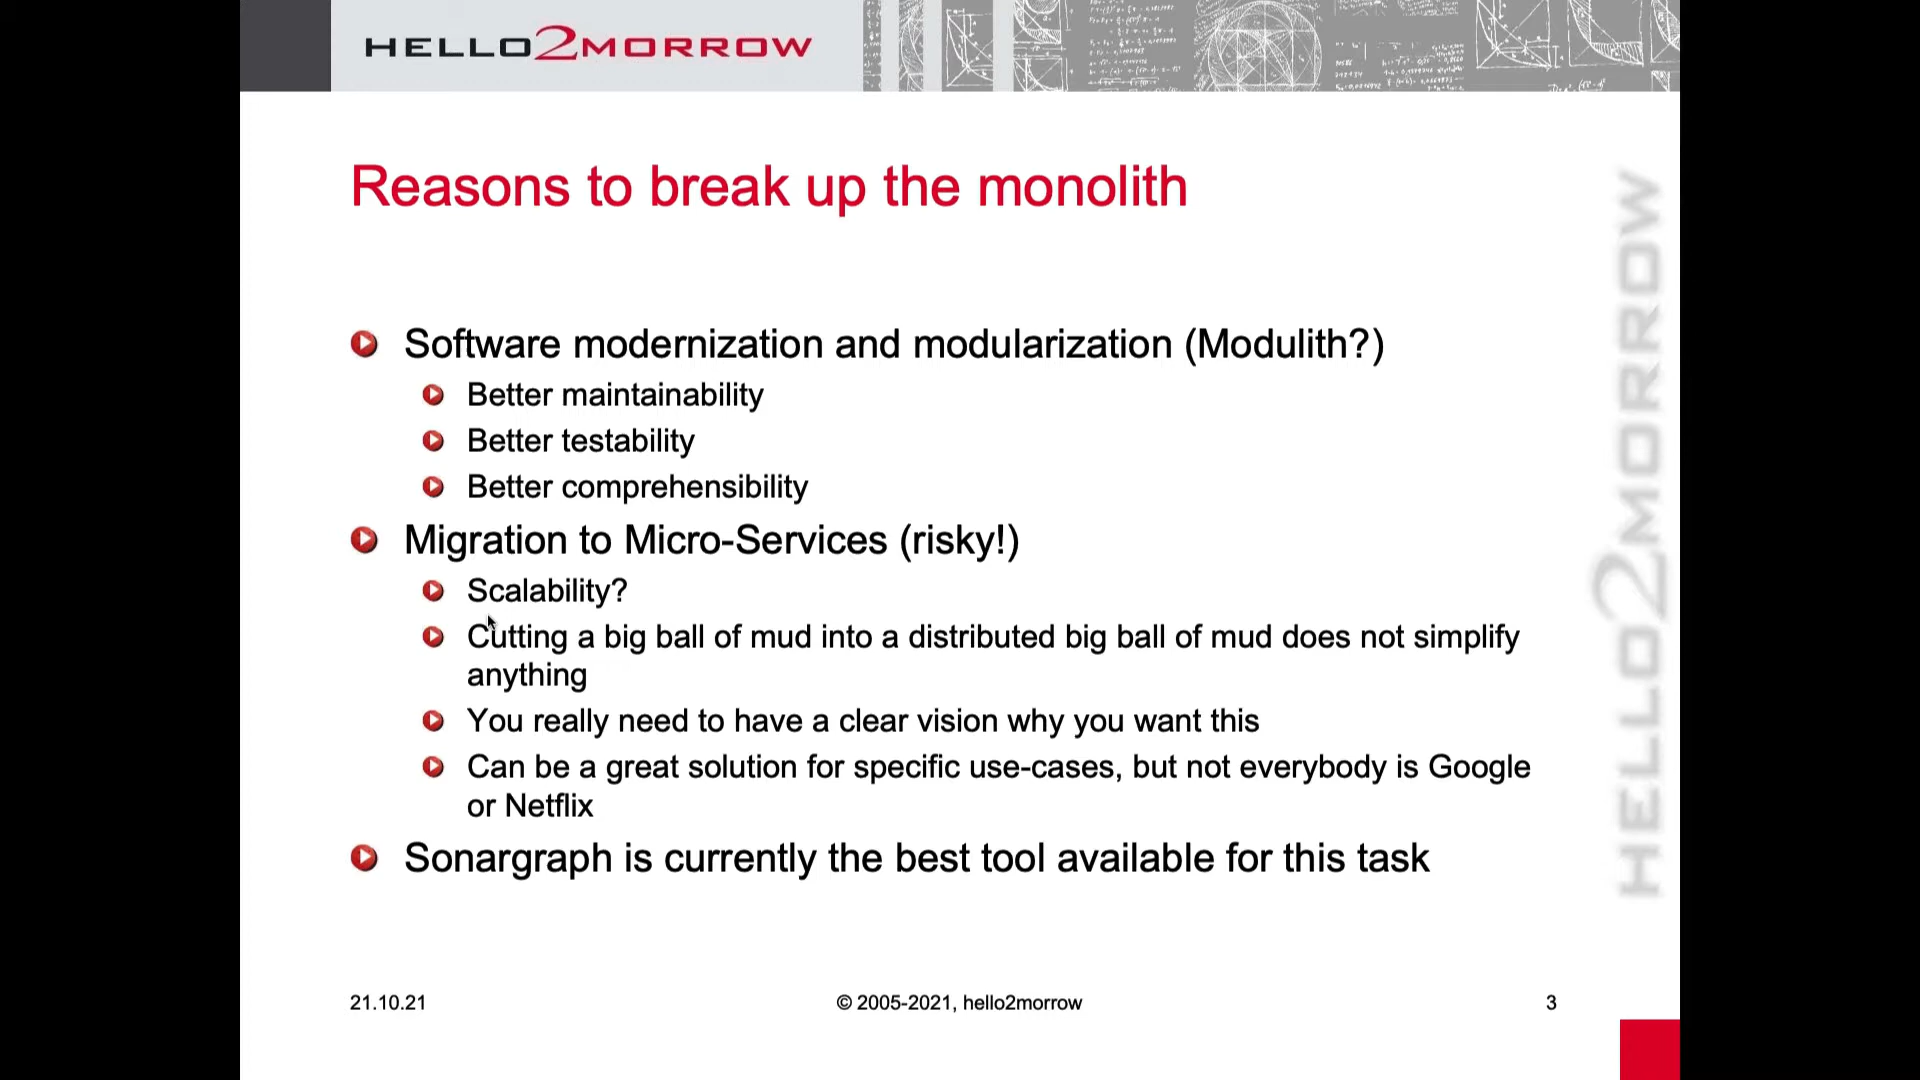 HELLO2MORROW
Reasons to break up the monolith
Software modernization and modularization (Modulith?)
Better maintainability
Better testability
Better comprehensibility
Migration to Micro-Services (risky!)
Scalability?
Cutting a big ball of mud into a distributed big ball of mud does not simplify
anything
You really need to have a clear vision why you want this
Can be a great solution for specific use-cases, but not everybody is Google
or Netflix
Sonargraph is currently the best tool available for this task
HELLO2MORROW
21.10.21
© 2005-2021, hello2morrow
3